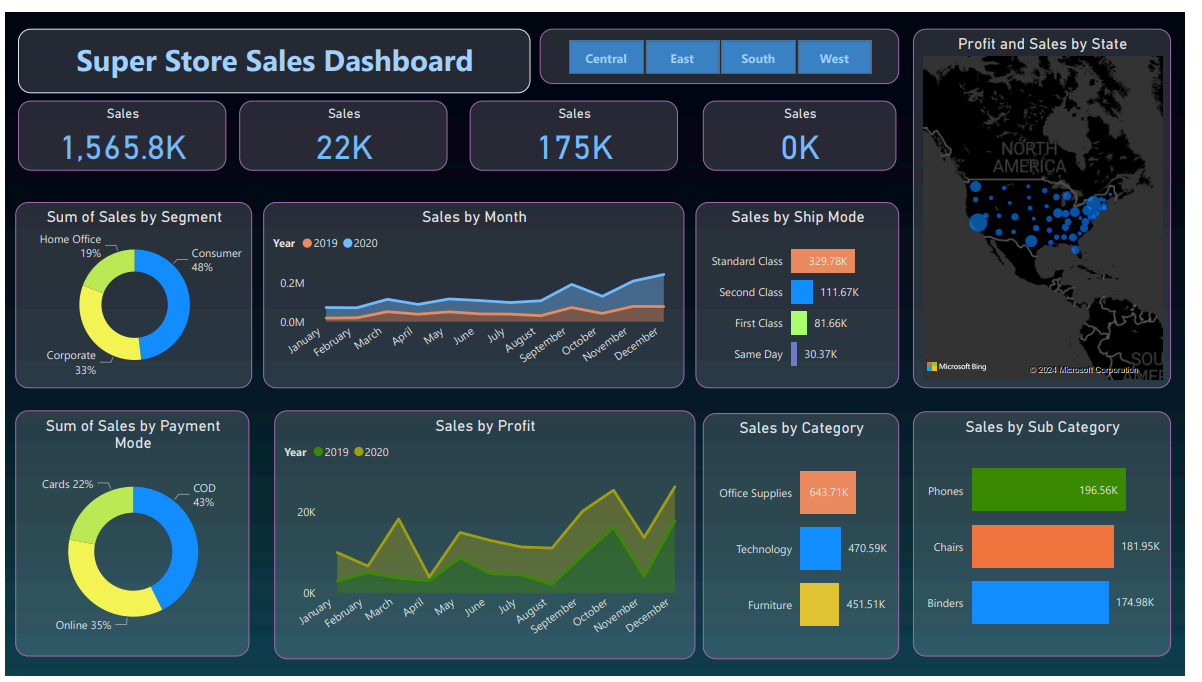 Super Store Sales Dashboard
Central East South West
Profit and Sales by State
Sales
1,565.8K
Sales
22K
Sales
175K
Sales
0K
NORTH
AMERICA
SOU
AME
Microsoft Bing
© 2024 Microsoft Corporation
Sum of Sales by Segment
Home Office
19%
Consumer
48%
Corporate
33%
Sales by Month
Year 2019 2020
0.2M
0.0M
January February March April May June July August September October November December
Sales by Ship Mode
Standard Class 329.78K
Second Class 111.67K
First Class 81.66K
Same Day 30.37K
Sum of Sales by Payment
Mode
Cards 22%
COD
43%
Online 35%
Sales by Profit
Year 2019 2020
20K
0K
January February March April May June July August September October November December
Sales by Category
Office Supplies 643.71K
Technology 470.59K
Furniture 451.51K
Sales by Sub Category
Phones 196.56K
Chairs 181.95K
Binders 174.98K